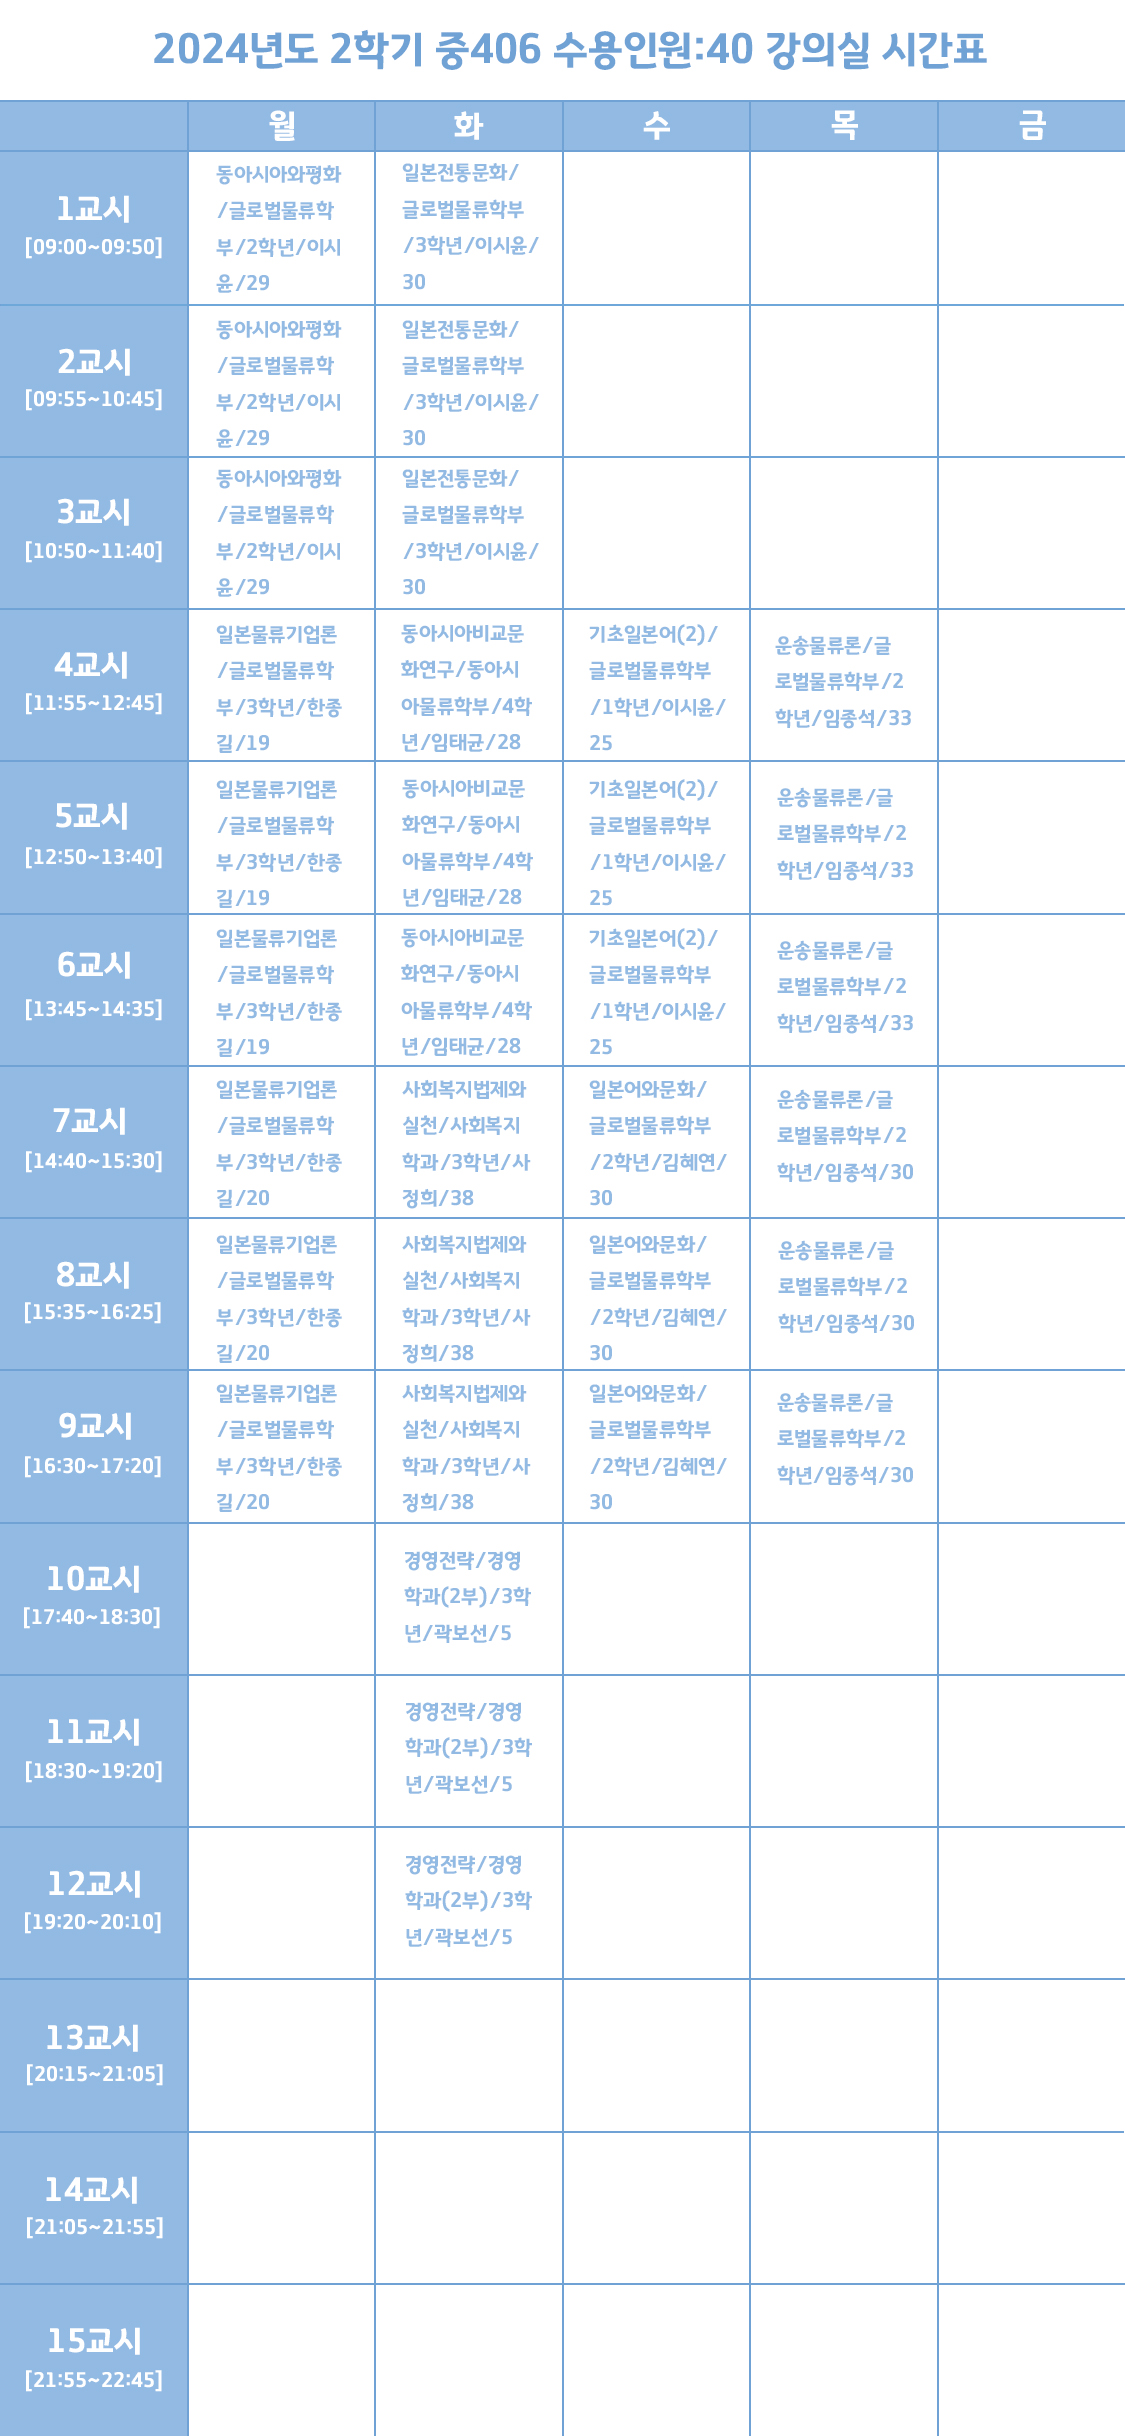 2024년도 2학기 중406 수용인원:40 강의실 시간표
월 화 수 목 금
1교시
[09:00~09:50]
동아시아와평화
/글로벌물류학
부/2학년/이시
윤/29
일본전통문화/
글로벌물류학부
/3학년/이시윤/
30
2교시
[09:55~10:45]
동아시아와평화
/글로벌물류학
부/2학년/이시
윤/29
일본전통문화/
글로벌물류학부
/3학년/이시윤/
30
3교시
[10:50~11:40]
동아시아와평화
/글로벌물류학
부/2학년/이시
윤/29
일본전통문화/
글로벌물류학부
/3학년/이시윤/
30
4교시
[11:55~12:45]
일본물류기업론
/글로벌물류학
부/3학년/한종
길/19
동아시아비교문
화연구/동아시
아물류학부/4학
년/임태균/28
기초일본어(2)/
글로벌물류학부
/1학년/이시윤/
25
운송물류론/글
로벌물류학부/2
학년/임종석/33
5교시
[12:50~13:40]
일본물류기업론
/글로벌물류학
부/3학년/한종
길/19
동아시아비교문
화연구/동아시
아물류학부/4학
년/임태균/28
기초일본어(2)/
글로벌물류학부
/1학년/이시윤/
25
운송물류론/글
로벌물류학부/2
학년/임종석/33
6교시
[13:45~14:35]
일본물류기업론
/글로벌물류학
부/3학년/한종
길/19
동아시아비교문
화연구/동아시
아물류학부/4학
년/임태균/28
기초일본어(2)/
글로벌물류학부
/1학년/이시윤/
25
운송물류론/글
로벌물류학부/2
학년/임종석/33
7교시
[14:40~15:30]
일본물류기업론
/글로벌물류학
부/3학년/한종
길/20
사회복지법제와
실천/사회복지
학과/3학년/사
정희/38
일본어와문화/
글로벌물류학부
/2학년/김혜연/
30
운송물류론/글
로벌물류학부/2
학년/임종석/30
8교시
[15:35~16:25]
일본물류기업론
/글로벌물류학
부/3학년/한종
길/20
사회복지법제와
실천/사회복지
학과/3학년/사
정희/38
일본어와문화/
글로벌물류학부
/2학년/김혜연/
30
운송물류론/글
로벌물류학부/2
학년/임종석/30
9교시
[16:30~17:20]
일본물류기업론
/글로벌물류학
부/3학년/한종
길/20
사회복지법제와
실천/사회복지
학과/3학년/사
정희/38
일본어와문화/
글로벌물류학부
/2학년/김혜연/
30
운송물류론/글
로벌물류학부/2
학년/임종석/30
10교시
[17:40~18:30]
경영전략/경영
학과(2부)/3학
년/곽보선/5
11교시
[18:30~19:20]
경영전략/경영
학과(2부)/3학
년/곽보선/5
12교시
[19:20~20:10]
경영전략/경영
학과(2부)/3학
년/곽보선/5
13교시
[20:15~21:05]
14교시
[21:05~21:55]
15교시
[21:55~22:45]